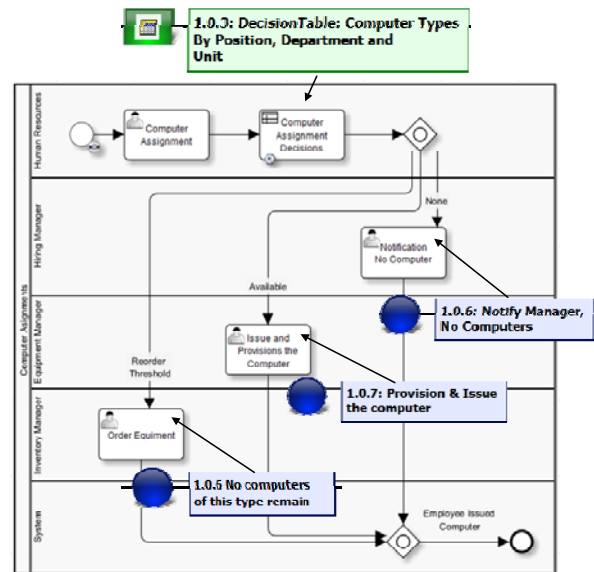 1.0.3: DecisionTable: Computer Types
By Position, Department and
Unit
Computer Assignments
Human Resources
Computer
Assignment
Computer
Assignment
Decisions
Hiring Manager
None
Notification
No Computer
1.0.6: Notify Manager,
No Computers
Equipment Manager
Available
Issue and
Provisions the
Computer
Reorder
Threshold
1.0.7: Provision & Issue
the computer
Inventory Manager
Order Equiment
1.0.6 No computers
of this type remain
System
Employee Issued
Computer